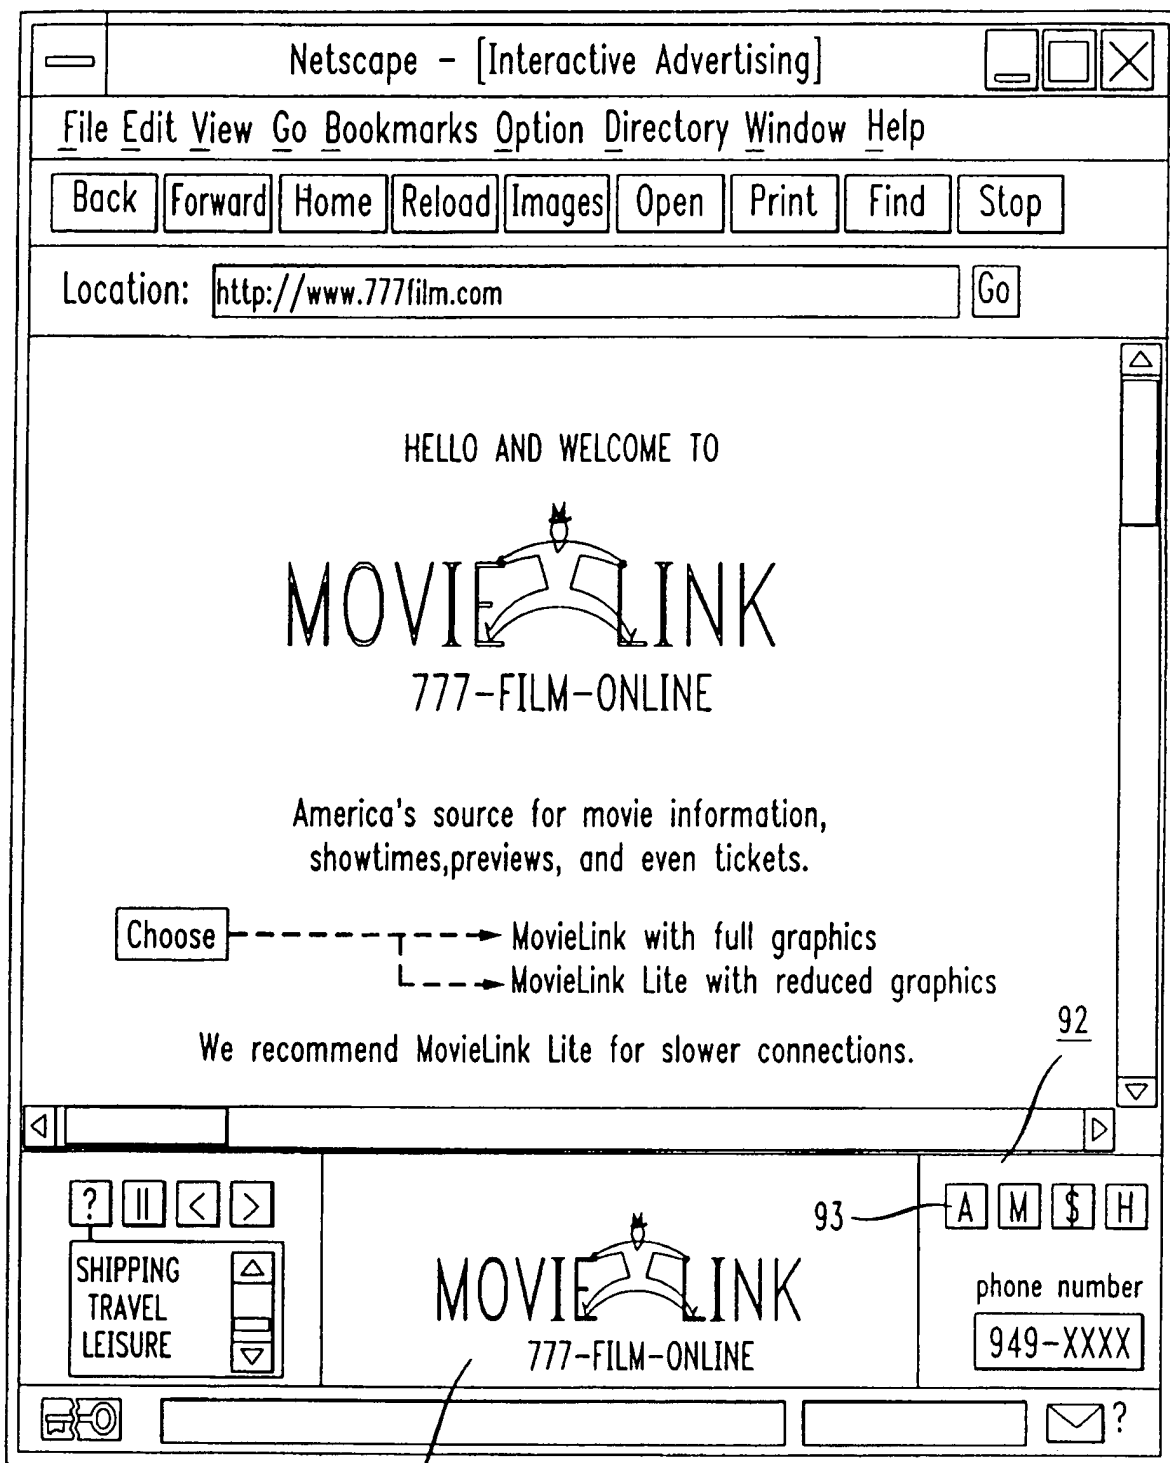 Netscape - [Interactive Advertising]
File Edit View Go Bookmarks Option Directory Window Help
Back Forward Home Reload Images Open Print Find Stop
Location: http://www.777film.com Go
HELLO AND WELCOME TO
MOVIE LINK
777-FILM-ONLINE
America's source for movie information,
showtimes,previews, and even tickets.
Choose MovieLink with full graphics
MovieLink Lite with reduced graphics
We recommend MovieLink Lite for slower connections.
92
? || < > 93 A M $ H
SHIPPING
TRAVEL
LEISURE
MOVIE LINK
777-FILM-ONLINE
phone number
949-XXXX
?